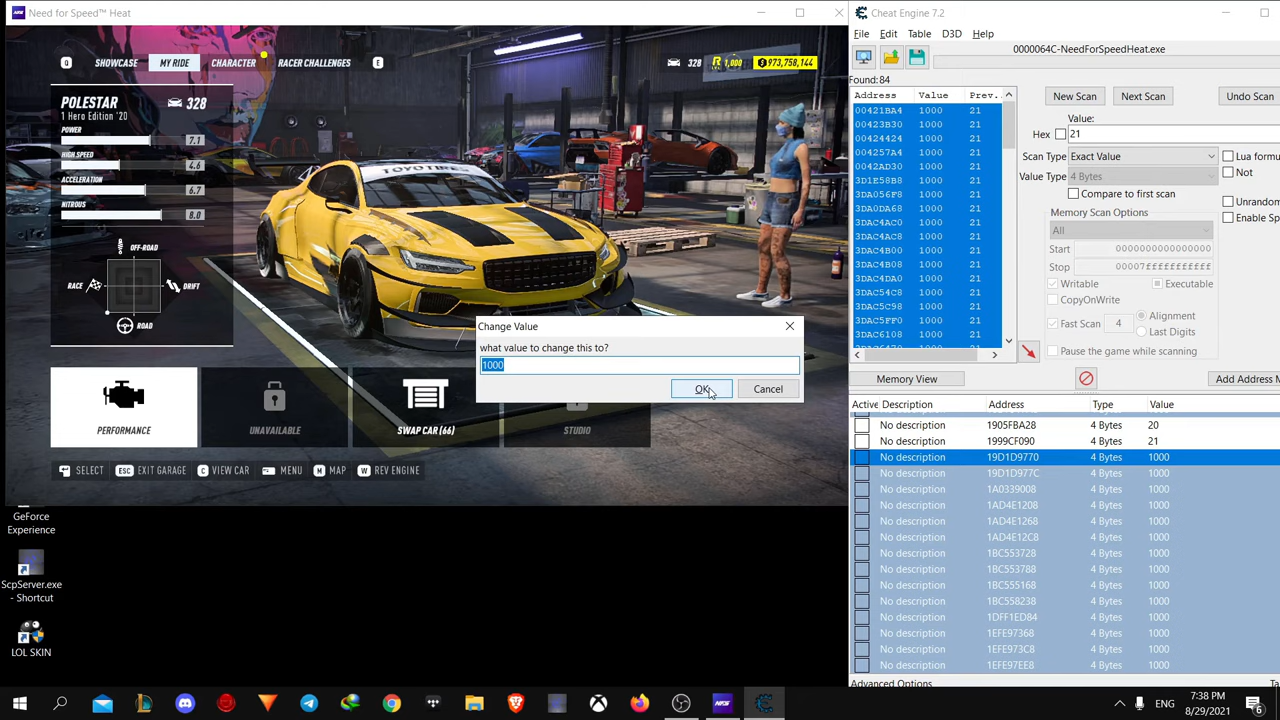 Need for Speed™ Heat
Q SHOWCASE MY RIDE CHARACTER RACER CHALLENGES E
328 R LVL 1,000 973,758,144
POLESTAR 328
1 Hero Edition '20
POWER
7.1
HIGH SPEED
4.6
ACCELERATION
6.7
NITROUS
8.0
OFF-ROAD
RACE
DRIFT
ROAD
TOYO TIRES
PERFORMANCE
UNAVAILABLE
SWAP CAR (66)
STUDIO
SELECT ESC EXIT GARAGE C VIEW CAR MENU M MAP W REV ENGINE
Change Value
what value to change this to?
1000
OK
Cancel
GeForce
Experience
ScpServer.exe
- Shortcut
LOL SKIN
Cheat Engine 7.2
File Edit Table D3D Help
0000064C-NeedForSpeedHeat.exe
Found:84
Address Value Prev..
00421BA4 1000 21
00423B30 1000 21
00424424 1000 21
004257A4 1000 21
0042AD30 1000 21
3D1E58B8 1000 21
3DA056F8 1000 21
3DA0DA68 1000 21
3DAC4AC0 1000 21
3DAC4AC8 1000 21
3DAC4B00 1000 21
3DAC4B08 1000 21
3DAC4DA0 1000 21
3DAC54C8 1000 21
3DAC5C98 1000 21
3DAC5FF0 1000 21
3DAC6108 1000 21
New Scan
Next Scan
Undo Scan
Value:
Hex 21
Scan Type Exact Value
Lua formu
Value Type 4 Bytes
Not
Compare to first scan
Unrandom
Memory Scan Options
Enable Sp
All
Start 0000000000000000
Stop 00007fffffffffff
Writable
Executable
CopyOnWrite
Fast Scan 4
Alignment
Last Digits
Pause the game while scanning
Memory View
Add Address M
Active Description Address Type Value
No description 1905FBA28 4 Bytes 20
No description 1999CF090 4 Bytes 21
No description 19D1D9770 4 Bytes 1000
No description 19D1D977C 4 Bytes 1000
No description 1A0339008 4 Bytes 1000
No description 1AD4E1208 4 Bytes 1000
No description 1AD4E1268 4 Bytes 1000
No description 1AD4E12C8 4 Bytes 1000
No description 1BC553728 4 Bytes 1000
No description 1BC553788 4 Bytes 1000
No description 1BC555168 4 Bytes 1000
No description 1BC558238 4 Bytes 1000
No description 1DFF1ED84 4 Bytes 1000
No description 1EFE97368 4 Bytes 1000
No description 1EFE973C8 4 Bytes 1000
No description 1EFE97EE8 4 Bytes 1000
Advanced Options
Ta
ENG
7:38 PM
8/29/2021
6